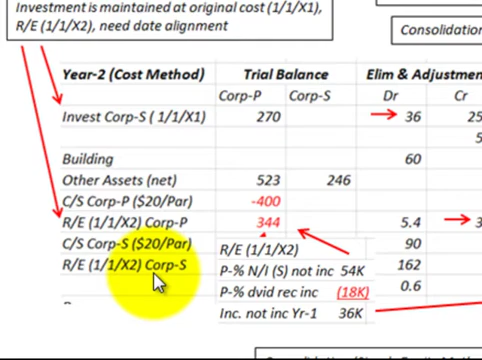 Investment is maintained at original cost (1/1/X1),
R/E (1/1/X2), need date alignment
Consolidation
Year-2 (Cost Method) Trial Balance Elim & Adjustmen
Corp-P Corp-S Dr Cr
Invest Corp-S ( 1/1/X1) 270 36 25
5
Building 60
Other Assets (net) 523 246
C/S Corp-P ($20/Par) -400
R/E (1/1/X2) Corp-P 344 5.4 3
C/S Corp-S ($20/Par) 90
R/E (1/1/X2) Corp-S 162
0.6
R/E (1/1/X2)
P-% N/I (S) not inc 54K
P-% dvid rec inc (18K)
Inc. not inc Yr-1 36K